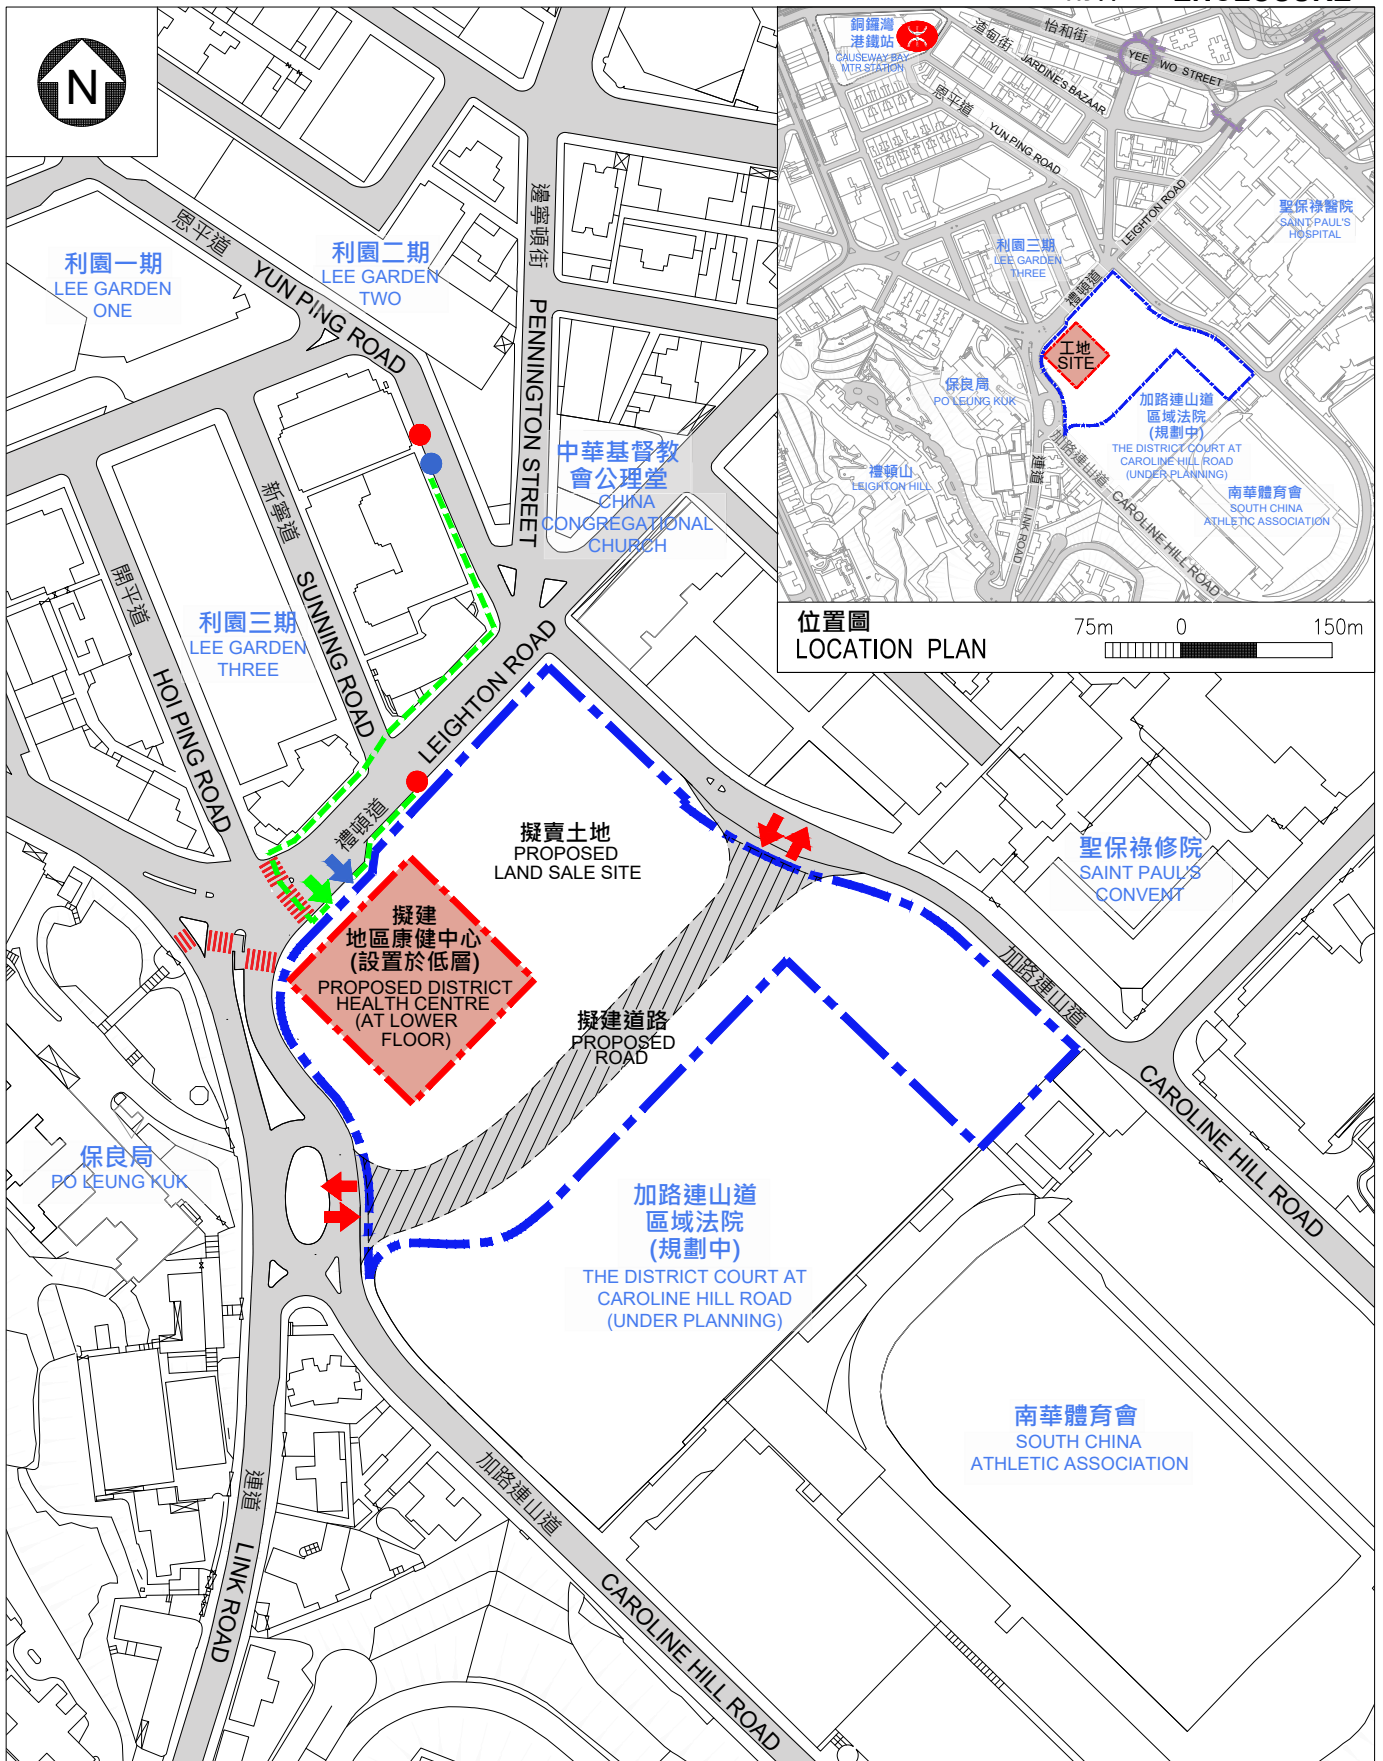 N
銅鑼灣
港鐵站
CAUSEWAY BAY
MTR STATION
渣甸街
怡和街
YEE WO STREET
JARDINE'S BAZAAR
恩平道
YUN PING ROAD
LEIGHTON ROAD
禮頓道
聖保祿醫院
SAINT PAUL'S
HOSPITAL
利園三期
LEE GARDEN
THREE
工地
SITE
保良局
PO LEUNG KUK
加路連山道
區域法院
(規劃中)
THE DISTRICT COURT AT
CAROLINE HILL ROAD
(UNDER PLANNING)
禮頓山
LEIGHTON HILL
連道
LINK ROAD
加路連山道
CAROLINE HILL ROAD
南華體育會
SOUTH CHINA
ATHLETIC ASSOCIATION
位置圖
LOCATION PLAN
75m 0 150m
恩平道
YUN PING ROAD
利園一期
LEE GARDEN
ONE
利園二期
LEE GARDEN
TWO
邊寧頓街
PENNINGTON STREET
中華基督教
會公理堂
CHINA
CONGREGATIONAL
CHURCH
新寧道
SUNNING ROAD
開平道
HOI PING ROAD
利園三期
LEE GARDEN
THREE
禮頓道
LEIGHTON ROAD
擬賣土地
PROPOSED
LAND SALE SITE
聖保祿修院
SAINT PAUL'S
CONVENT
擬建
地區康健中心
(設置於低層)
PROPOSED DISTRICT
HEALTH CENTRE
(AT LOWER
FLOOR)
擬建道路
PROPOSED
ROAD
加路連山道
CAROLINE HILL ROAD
保良局
PO LEUNG KUK
加路連山道
區域法院
(規劃中)
THE DISTRICT COURT AT
CAROLINE HILL ROAD
(UNDER PLANNING)
南華體育會
SOUTH CHINA
ATHLETIC ASSOCIATION
連道
LINK ROAD
加路連山道
CAROLINE HILL ROAD